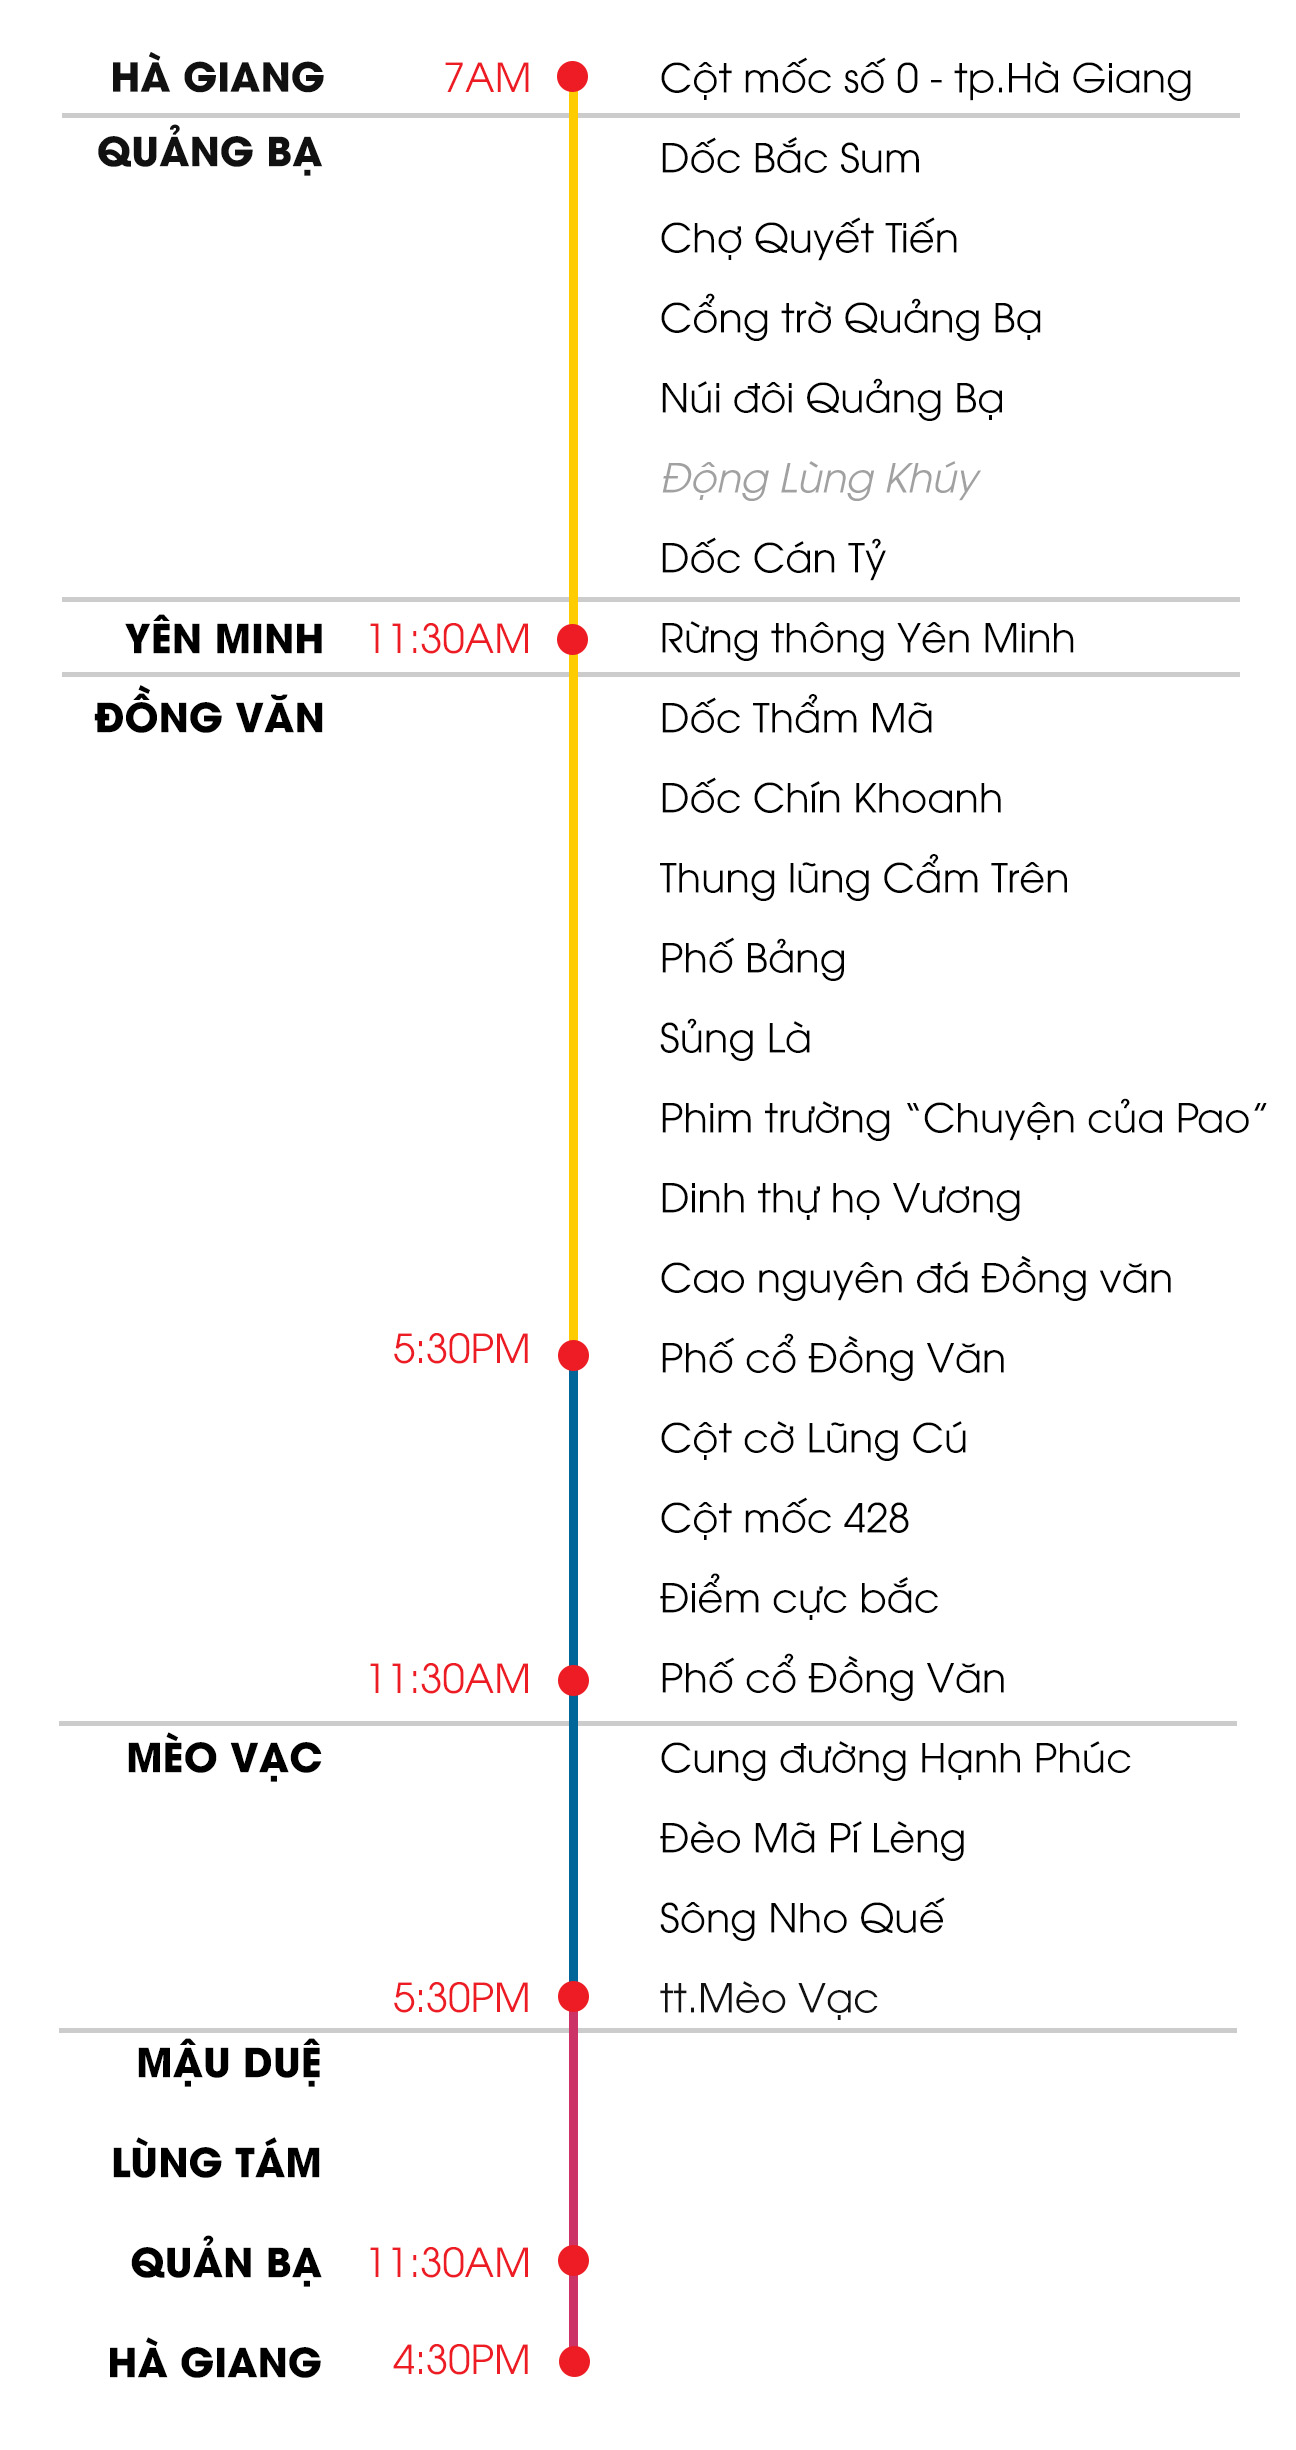 HÀ GIANG 7AM Cột mốc số 0 - tp.Hà Giang
QUẢNG BẠ Dốc Bắc Sum
Chợ Quyết Tiến
Cổng trờ Quảng Bạ
Núi đôi Quảng Bạ
Động Lùng Khúy
Dốc Cán Tỷ
YÊN MINH 11:30AM Rừng thông Yên Minh
ĐỒNG VĂN Dốc Thẩm Mã
Dốc Chín Khoanh
Thung lũng Cẩm Trên
Phố Bảng
Sủng Là
Phim trường “Chuyện của Pao”
Dinh thự họ Vương
Cao nguyên đá Đồng văn
5:30PM Phố cổ Đồng Văn
Cột cờ Lũng Cú
Cột mốc 428
Điểm cực bắc
11:30AM Phố cổ Đồng Văn
MÈO VẠC Cung đường Hạnh Phúc
Đèo Mã Pí Lèng
Sông Nho Quế
5:30PM tt.Mèo Vạc
MẬU DUỆ
LÙNG TÁM
QUẢN BẠ 11:30AM
HÀ GIANG 4:30PM